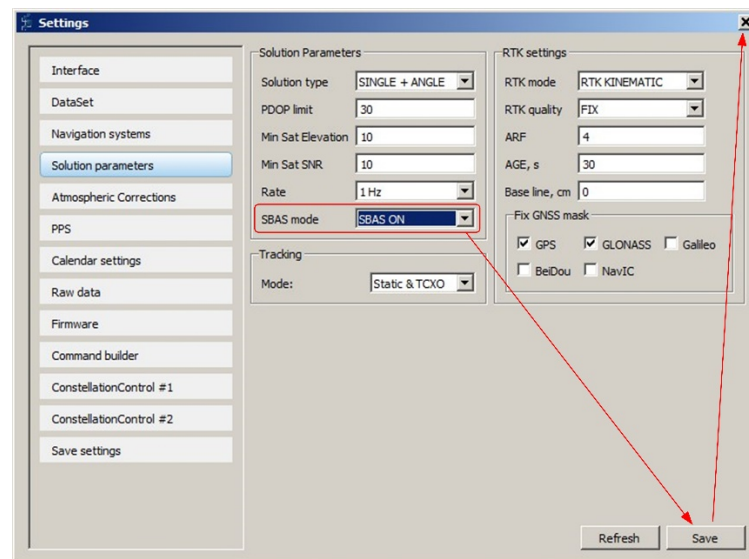 Settings
Interface
DataSet
Navigation systems
Solution parameters
Atmospheric Corrections
PPS
Calendar settings
Raw data
Firmware
Command builder
ConstellationControl #1
ConstellationControl #2
Save settings
Solution Parameters
Solution type SINGLE + ANGLE
PDOP limit 30
Min Sat Elevation 10
Min Sat SNR 10
Rate 1 Hz
SBAS mode SBAS ON
Tracking
Mode: Static & TCXO
RTK settings
RTK mode RTK KINEMATIC
RTK quality FIX
ARF 4
AGE, s 30
Base line, cm 0
Fix GNSS mask
GPS GLONASS Galileo
BeiDou NavIC
Refresh Save